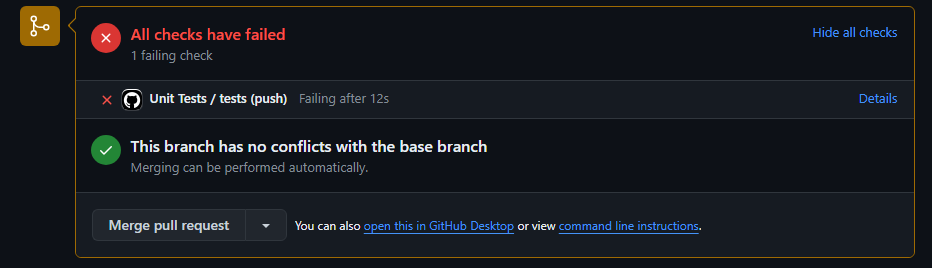 All checks have failed
Hide all checks
1 failing check
Unit Tests / tests (push) Failing after 12s
Details
This branch has no conflicts with the base branch
Merging can be performed automatically.
Merge pull request
You can also open this in GitHub Desktop or view command line instructions.